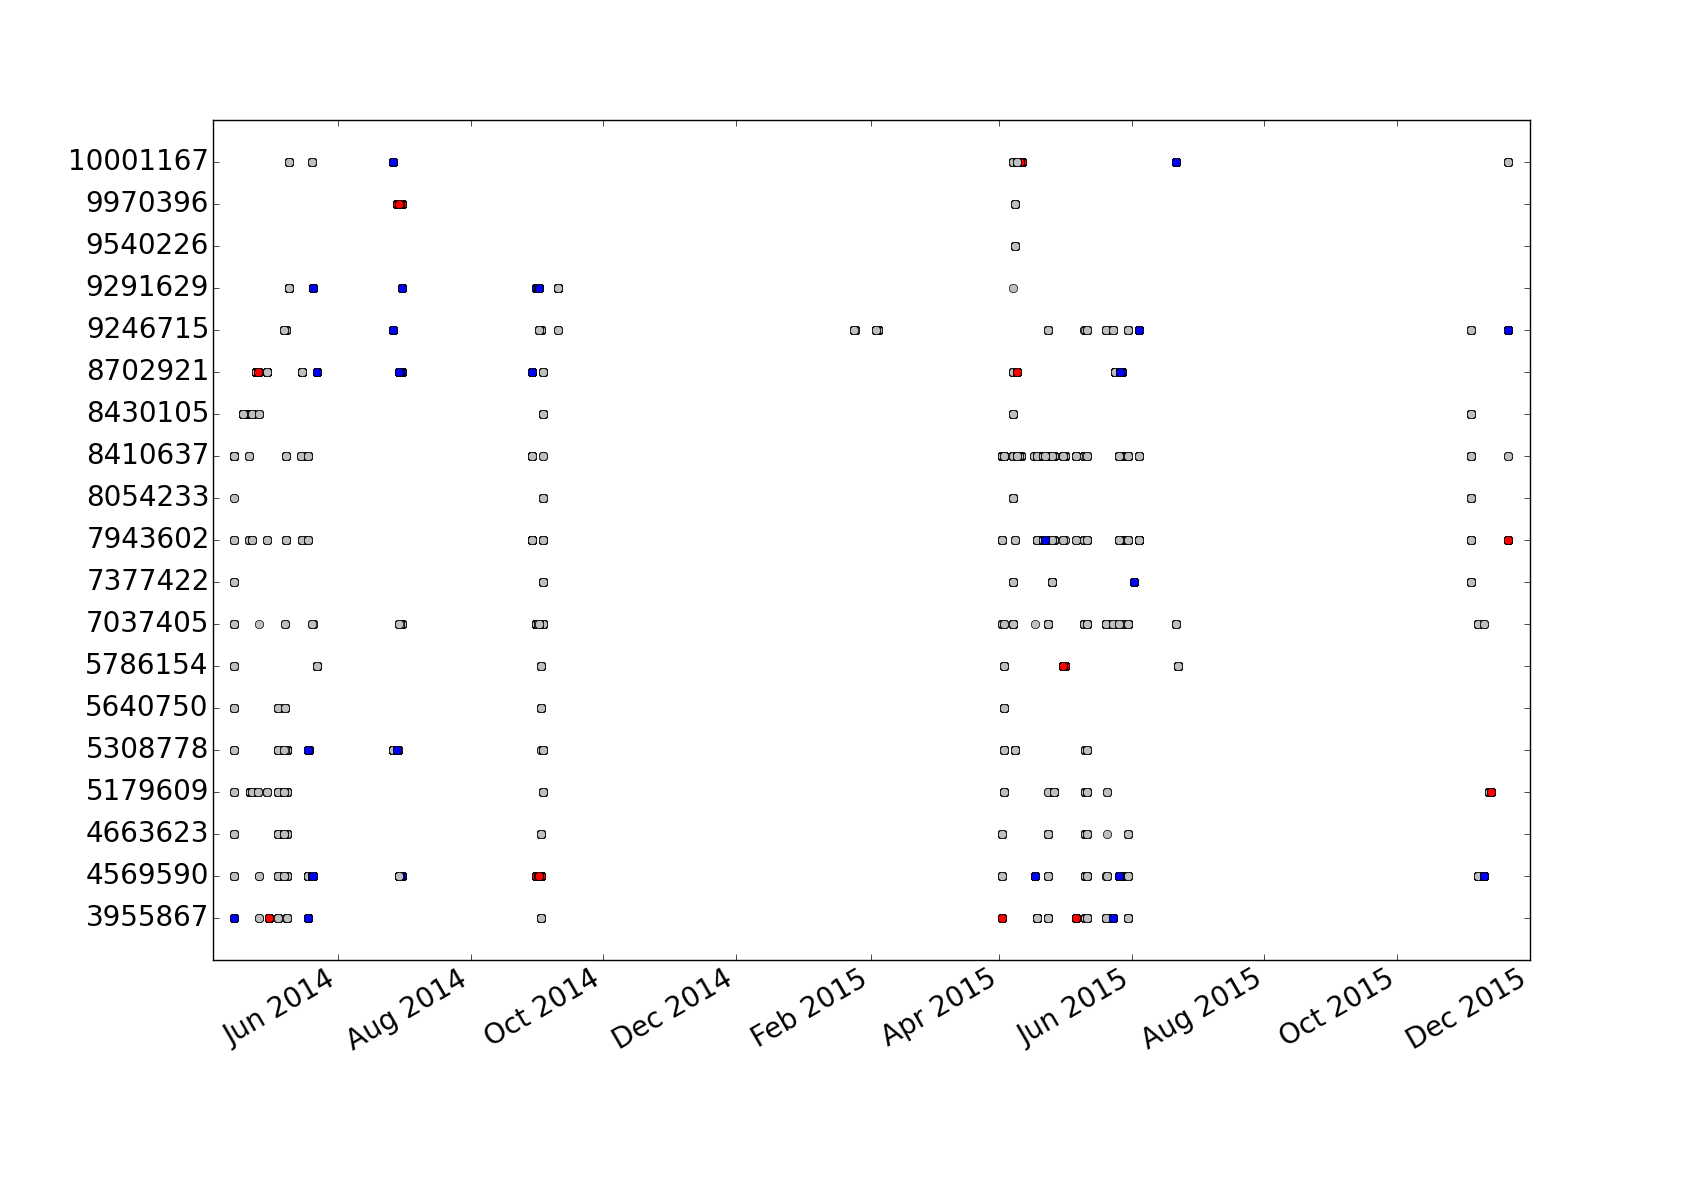 10001167
9970396
9540226
9291629
9246715
8702921
8430105
8410637
8054233
7943602
7377422
7037405
5786154
5640750
5308778
5179609
4663623
4569590
3955867
Jun 2014
Aug 2014
Oct 2014
Dec 2014
Feb 2015
Apr 2015
Jun 2015
Aug 2015
Oct 2015
Dec 2015